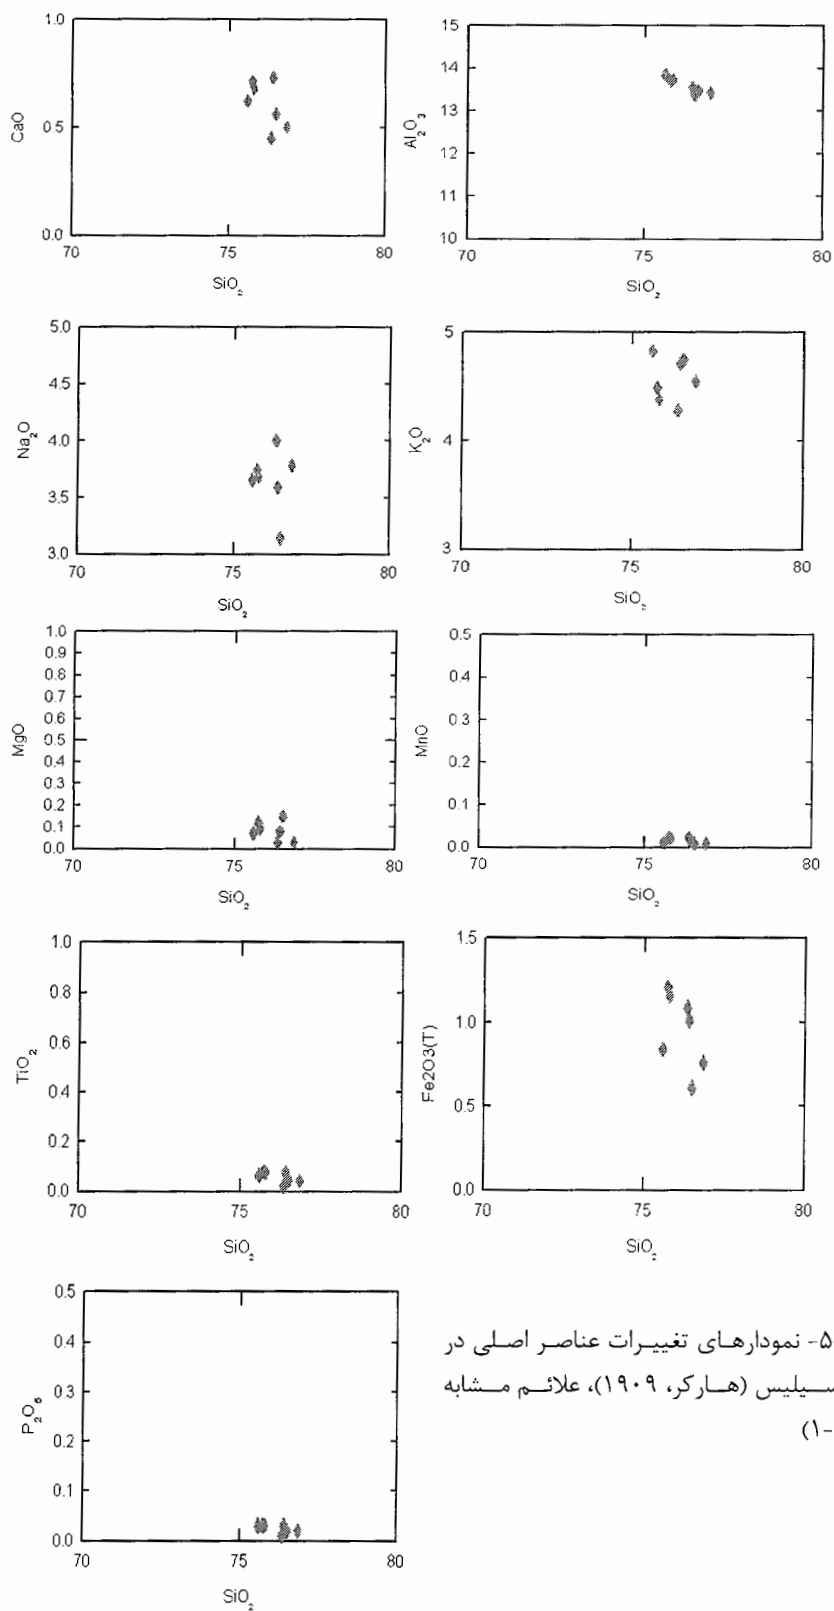 1.0
CaO
0.5
0.0
70 75 80
SiO₂
15
14
13
Al₂O₃
12
11
10
70 75 80
SiO₂
5.0
4.5
Na₂O
4.0
3.5
3.0
70 75 80
SiO₂
5
K₂O
4
3
70 75 80
SiO₂
1.0
0.9
0.8
0.7
0.6
MgO
0.5
0.4
0.3
0.2
0.1
0.0
70 75 80
SiO₂
0.5
0.4
0.3
MnO
0.2
0.1
0.0
70 75 80
SiO₂
1.0
0.8
0.6
TiO₂
0.4
0.2
0.0
70 75 80
SiO₂
1.5
1.0
Fe2O3(T)
0.5
0.0
70 75 80
SiO₂
0.5
0.4
0.3
P₂O₅
0.2
0.1
0.0
70 75 80
SiO₂
۵- نمودارهای تغییرات عناصر اصلی در
سیلیس (هارکر، ۱۹۰۹)، علائم مشابه
-۱)